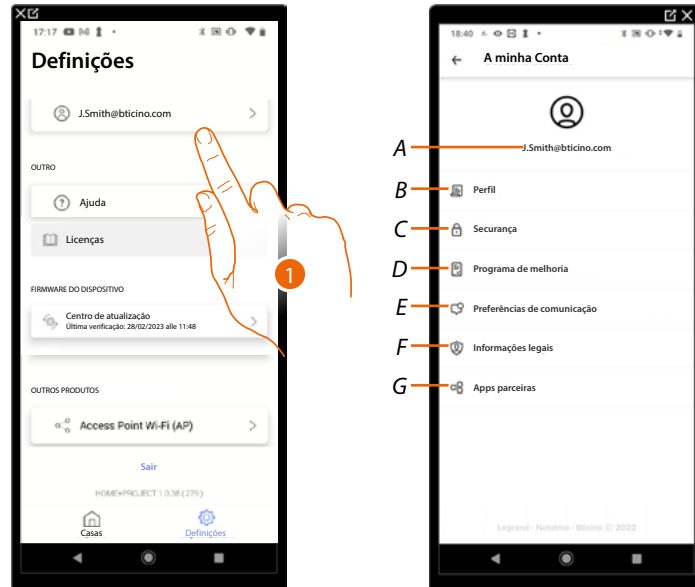 17:17
Definições
J.Smith@bticino.com
OUTRO
Ajuda
Licenças
1
FIRMWARE DO DISPOSITIVO
Centro de atualização
Última verificação: 28/02/2023 alle 11:48
OUTROS PRODUTOS
Access Point Wi-Fi (AP)
Sair
HOME+PROJECT 1.0.38 (279)
Casas
Definições
18:40
A minha Conta
A
J.Smith@bticino.com
B
Perfil
C
Segurança
D
Programa de melhoria
E
Preferências de comunicação
F
Informações legais
G
Apps parceiras
Legrand - Netatmo - Bticino © 2022